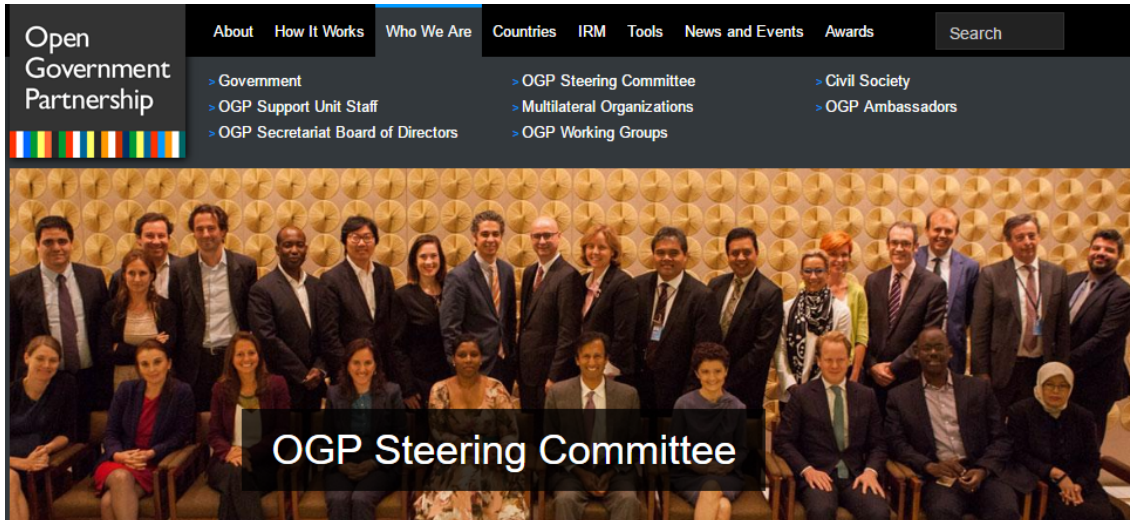 Open
Government
Partnership
About How It Works Who We Are Countries IRM Tools News and Events Awards Search
> Government > OGP Steering Committee > Civil Society
> OGP Support Unit Staff > Multilateral Organizations > OGP Ambassadors
> OGP Secretariat Board of Directors > OGP Working Groups
OGP Steering Committee